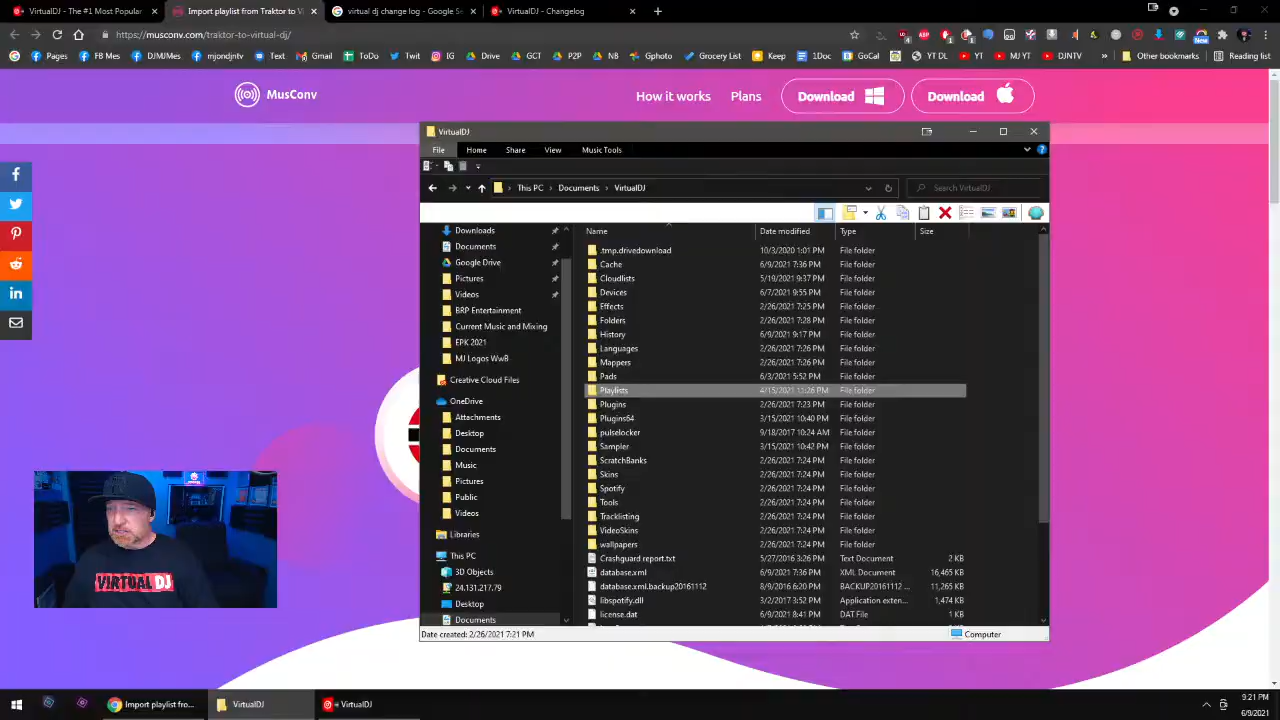 VirtualDJ - The #1 Most Popular
Import playlist from Traktor to Vi
virtual dj change log - Google Se
VirtualDJ - Changelog
https://musconv.com/traktor-to-virtual-dj/
Pages
FB Mes
DJMJMes
mjondjntv
ToDo
Twit
IG
Drive
GCT
P2P
NB
Gphoto
Grocery List
Keep
1Doc
GoCal
YT DL
YT
MJ YT
DJNTV
Other bookmarks
Reading list
MusConv
How it works
Plans
Download
Download
VirtualDJ
File
Home
Share
View
Music Tools
This PC
Documents
VirtualDJ
Search VirtualDJ
Name
Date modified
Type
Size
Downloads
Documents
Google Drive
Pictures
Videos
BRP Entertainment
Current Music and Mixing
EPK 2021
MJ Logos WwB
Creative Cloud Files
OneDrive
Attachments
Desktop
Documents
Music
Pictures
Public
Videos
Libraries
This PC
3D Objects
24.131.217.79
Desktop
Documents
.tmp.drivedownload 10/3/2020 1:01 PM File folder
Cache 6/9/2021 7:36 PM File folder
Cloudlists 5/19/2021 9:37 PM File folder
Devices 6/7/2021 9:55 PM File folder
Effects 2/26/2021 7:25 PM File folder
Folders 2/26/2021 7:28 PM File folder
History 6/9/2021 9:17 PM File folder
Languages 2/26/2021 7:26 PM File folder
Mappers 2/26/2021 7:26 PM File folder
Pads 6/3/2021 5:52 PM File folder
Playlists 4/15/2021 11:26 PM File folder
Plugins 2/26/2021 7:23 PM File folder
Plugins64 3/15/2021 10:40 PM File folder
pulselocker 9/18/2017 10:24 AM File folder
Sampler 3/15/2021 10:42 PM File folder
ScratchBanks 2/26/2021 7:24 PM File folder
Skins 2/26/2021 7:24 PM File folder
Spotify 2/26/2021 7:24 PM File folder
Tools 2/26/2021 7:24 PM File folder
Tracklisting 2/26/2021 7:24 PM File folder
VideoSkins 2/26/2021 7:24 PM File folder
wallpapers 2/26/2021 7:24 PM File folder
Crashguard report.txt 5/27/2016 3:26 PM Text Document 2 KB
database.xml 6/9/2021 7:36 PM XML Document 16,465 KB
database.xml.backup20161112 8/9/2016 6:20 PM BACKUP20161112 ... 11,265 KB
libspotify.dll 3/2/2017 3:52 PM Application exten... 1,474 KB
license.dat 6/9/2021 8:41 PM DAT File 1 KB
Date created: 2/26/2021 7:21 PM
Computer
VIRTUAL DJ
Import playlist fro...
VirtualDJ
VirtualDJ
9:21 PM
6/9/2021